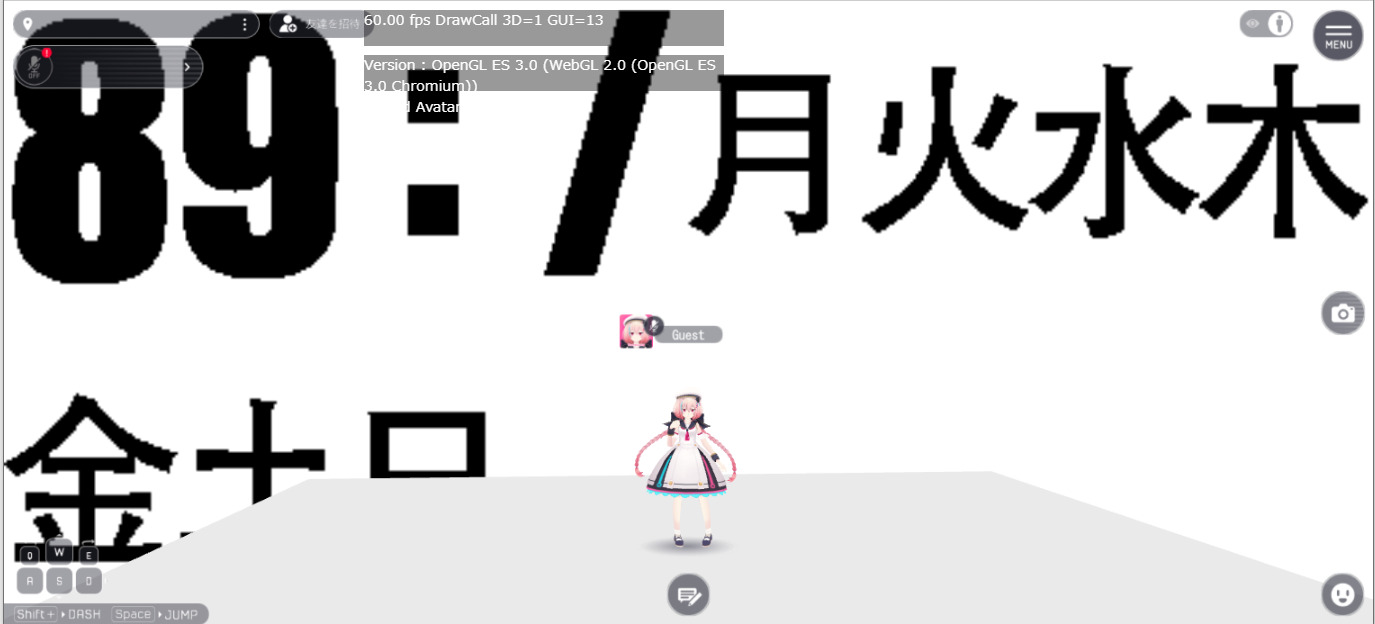 友達を招待
60.00 fps DrawCall 3D=1 GUI=13
MENU
OFF
Version : OpenGL ES 3.0 (WebGL 2.0 (OpenGL ES
3.0 Chromium))
d Avatar
89:/月火水木
Guest
金土日
Q W E
A S D
Shift + DASH Space JUMP